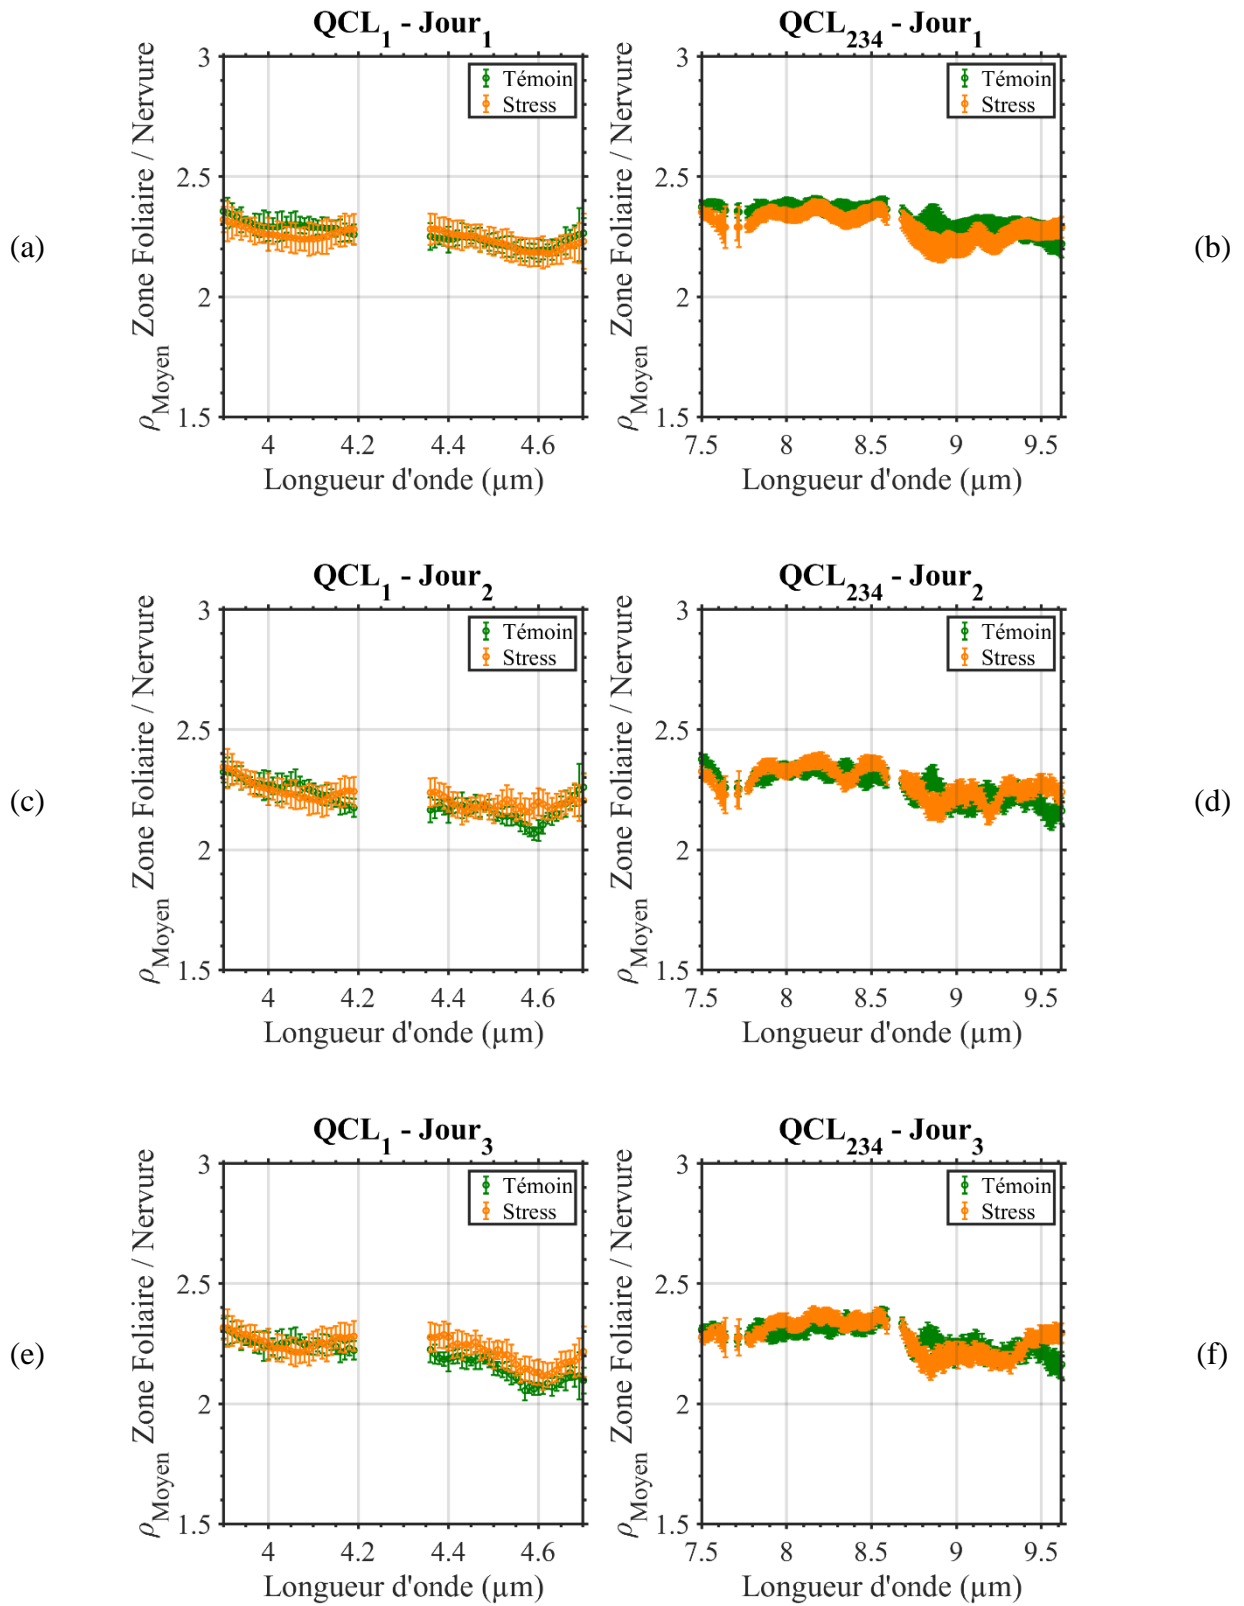 QCL1 - Jour1
ρMoyen Zone Foliaire / Nervure
3
2.5
2
1.5
Témoin
Stress
4
4.2
4.4
4.6
Longueur d'onde (µm)
(a)
QCL234 - Jour1
ρMoyen Zone Foliaire / Nervure
3
2.5
2
1.5
Témoin
Stress
7.5
8
8.5
9
9.5
Longueur d'onde (µm)
(b)
QCL1 - Jour2
ρMoyen Zone Foliaire / Nervure
3
2.5
2
1.5
Témoin
Stress
4
4.2
4.4
4.6
Longueur d'onde (µm)
(c)
QCL234 - Jour2
ρMoyen Zone Foliaire / Nervure
3
2.5
2
1.5
Témoin
Stress
7.5
8
8.5
9
9.5
Longueur d'onde (µm)
(d)
QCL1 - Jour3
ρMoyen Zone Foliaire / Nervure
3
2.5
2
1.5
Témoin
Stress
4
4.2
4.4
4.6
Longueur d'onde (µm)
(e)
QCL234 - Jour3
ρMoyen Zone Foliaire / Nervure
3
2.5
2
1.5
Témoin
Stress
7.5
8
8.5
9
9.5
Longueur d'onde (µm)
(f)